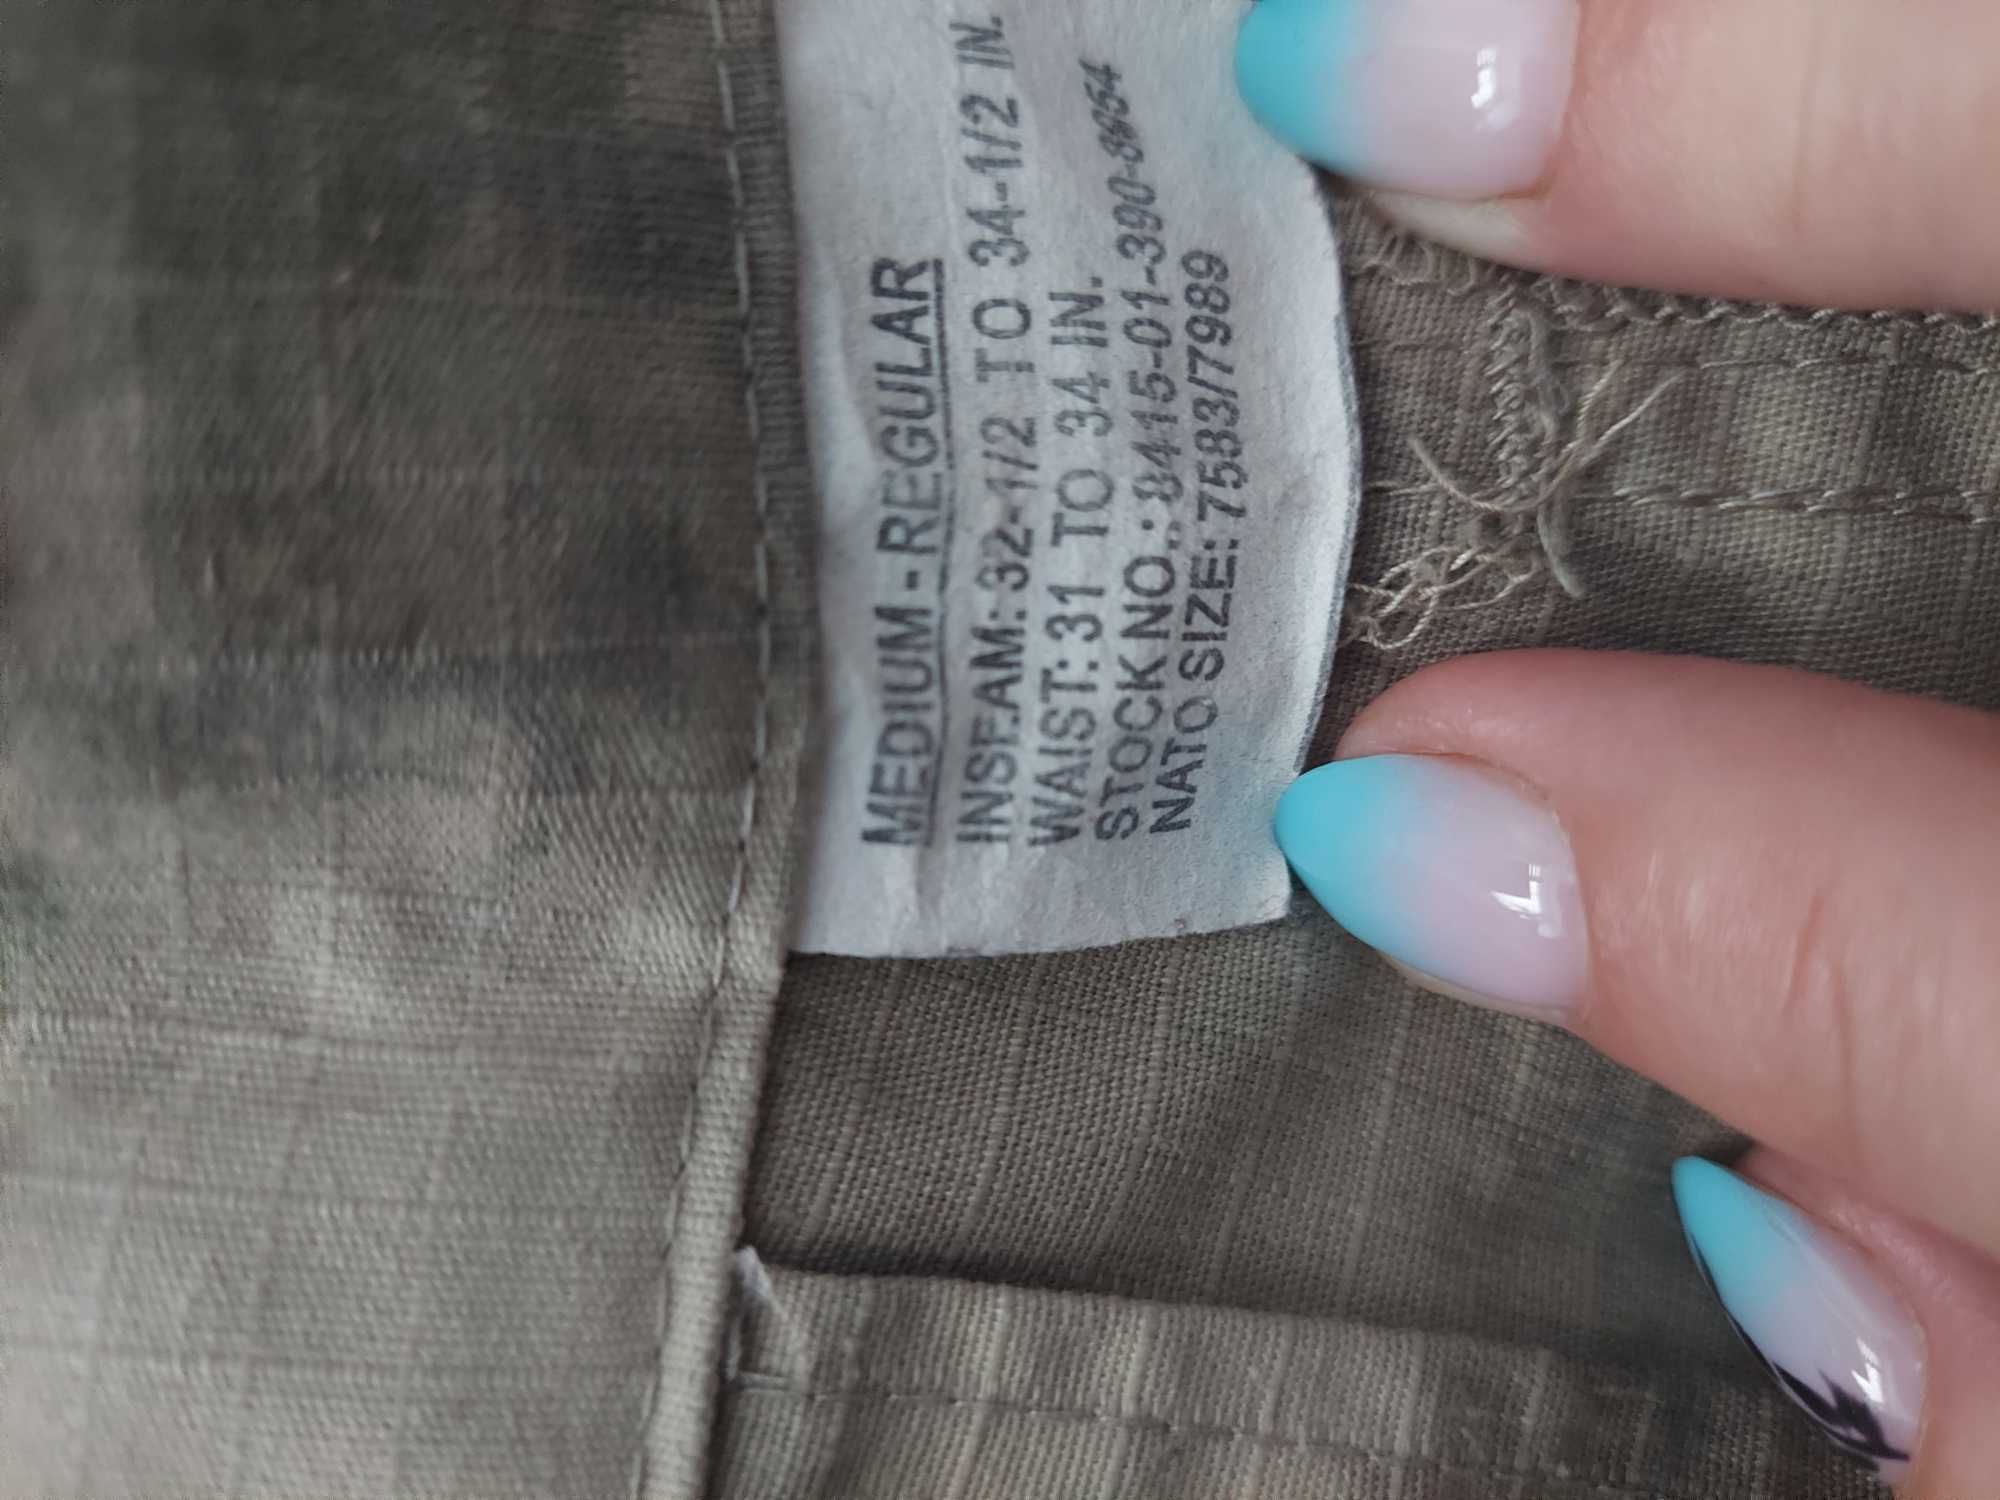 MEDIUM - REGULAR
INSEAM: 32-1/2 TO 34-1/2 IN.
WAIST: 31 TO 34 IN.
STOCK NO.: 8415-01-390-8654
NATO SIZE: 7583/7989